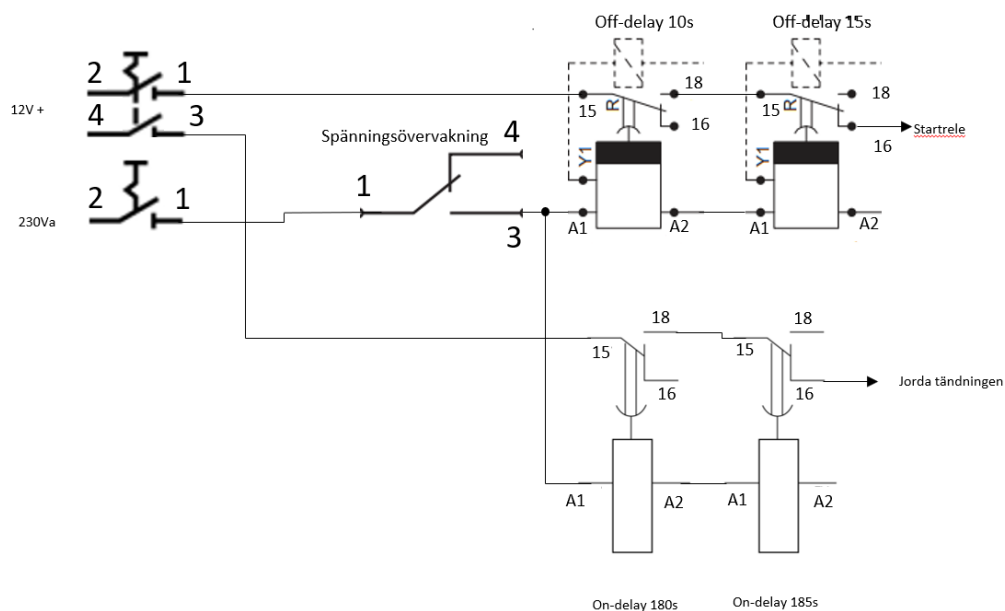 Off-delay 10s
Off-delay 15s
2
1
12V +
4
3
15
R
18
16
15
R
18
16
Startrele
Spänningsövervakning
4
1
3
Y1
Y1
2
1
230Va
A1
A2
A1
A2
15
18
16
15
18
16
Jorda tändningen
A1
A2
A1
A2
On-delay 180s
On-delay 185s